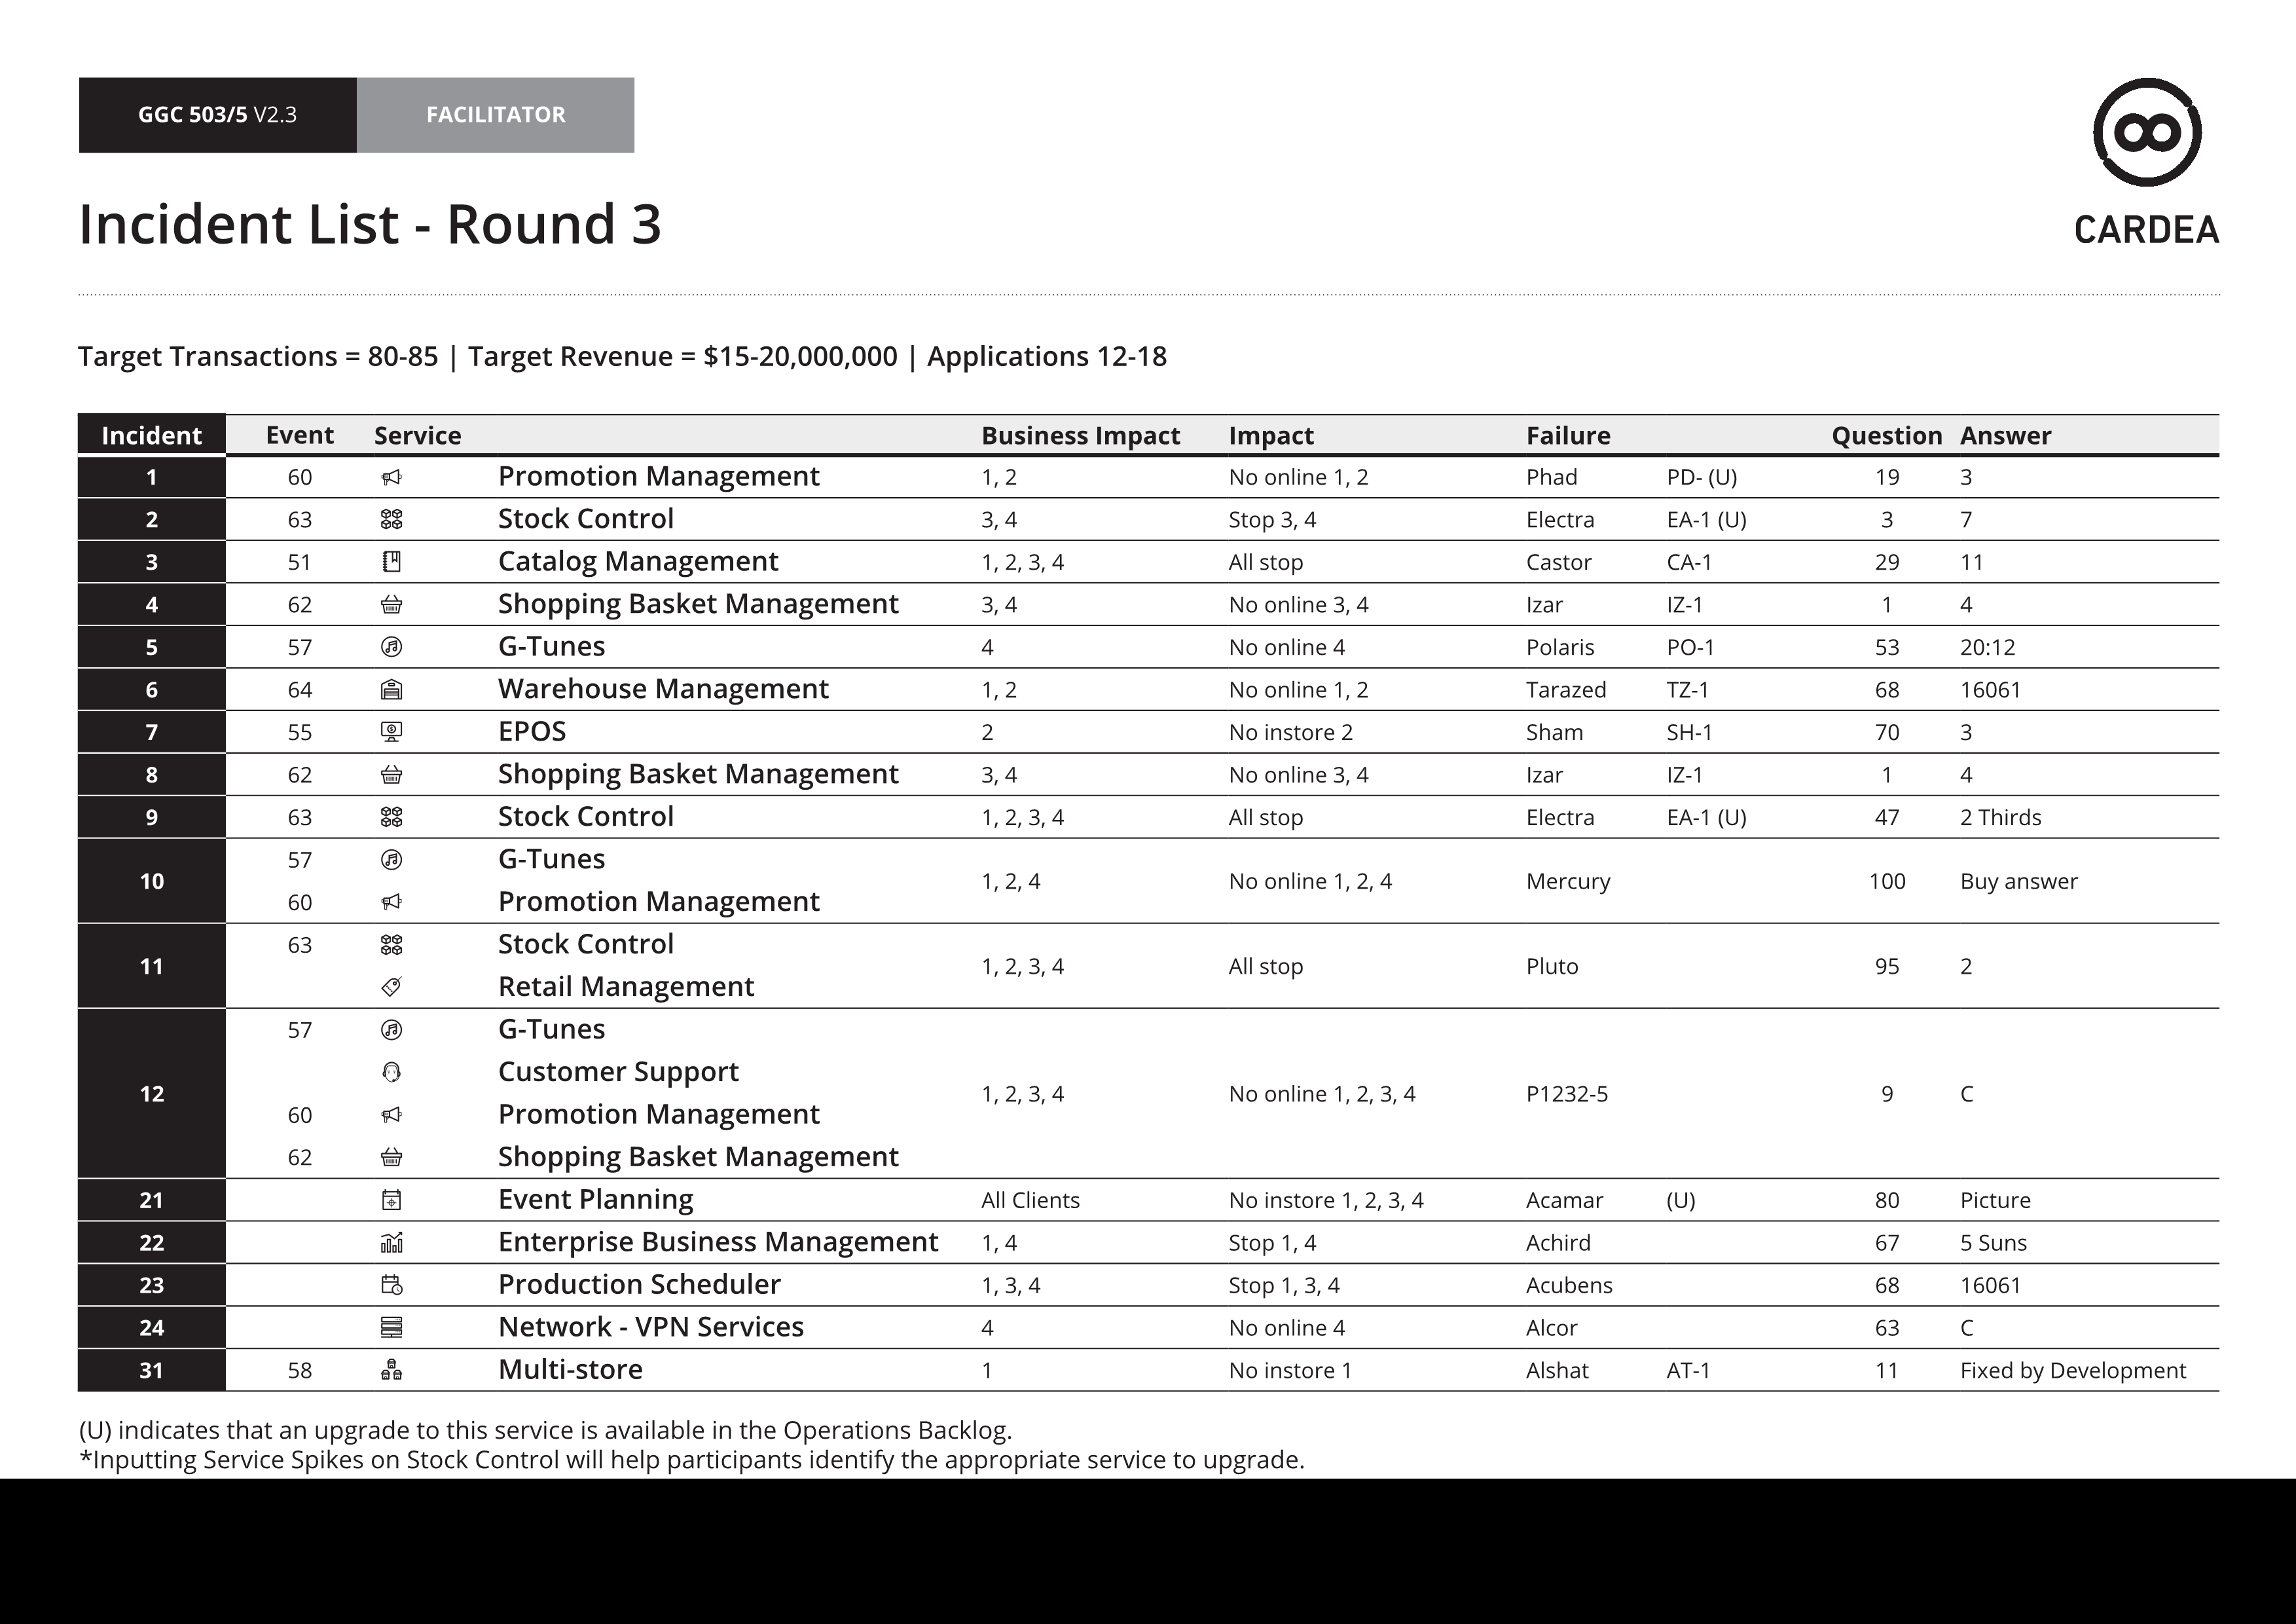 GGC 503/5 V2.3 FACILITATOR
CARDEA
Incident List - Round 3
Target Transactions = 80-85 | Target Revenue = $15-20,000,000 | Applications 12-18
Incident Event Service Business Impact Impact Failure Question Answer
1 60 Promotion Management 1, 2 No online 1, 2 Phad PD- (U) 19 3
2 63 Stock Control 3, 4 Stop 3, 4 Electra EA-1 (U) 3 7
3 51 Catalog Management 1, 2, 3, 4 All stop Castor CA-1 29 11
4 62 Shopping Basket Management 3, 4 No online 3, 4 Izar IZ-1 1 4
5 57 G-Tunes 4 No online 4 Polaris PO-1 53 20:12
6 64 Warehouse Management 1, 2 No online 1, 2 Tarazed TZ-1 68 16061
7 55 EPOS 2 No instore 2 Sham SH-1 70 3
8 62 Shopping Basket Management 3, 4 No online 3, 4 Izar IZ-1 1 4
9 63 Stock Control 1, 2, 3, 4 All stop Electra EA-1 (U) 47 2 Thirds
57 G-Tunes
10 1, 2, 4 No online 1, 2, 4 Mercury 100 Buy answer
60 Promotion Management
63 Stock Control
11 1, 2, 3, 4 All stop Pluto 95 2
Retail Management
57 G-Tunes
Customer Support
12 1, 2, 3, 4 No online 1, 2, 3, 4 P1232-5 9 C
60 Promotion Management
62 Shopping Basket Management
21 Event Planning All Clients No instore 1, 2, 3, 4 Acamar (U) 80 Picture
22 Enterprise Business Management 1, 4 Stop 1, 4 Achird 67 5 Suns
23 Production Scheduler 1, 3, 4 Stop 1, 3, 4 Acubens 68 16061
24 Network - VPN Services 4 No online 4 Alcor 63 C
31 58 Multi-store 1 No instore 1 Alshat AT-1 11 Fixed by Development
(U) indicates that an upgrade to this service is available in the Operations Backlog.
*Inputting Service Spikes on Stock Control will help participants identify the appropriate service to upgrade.